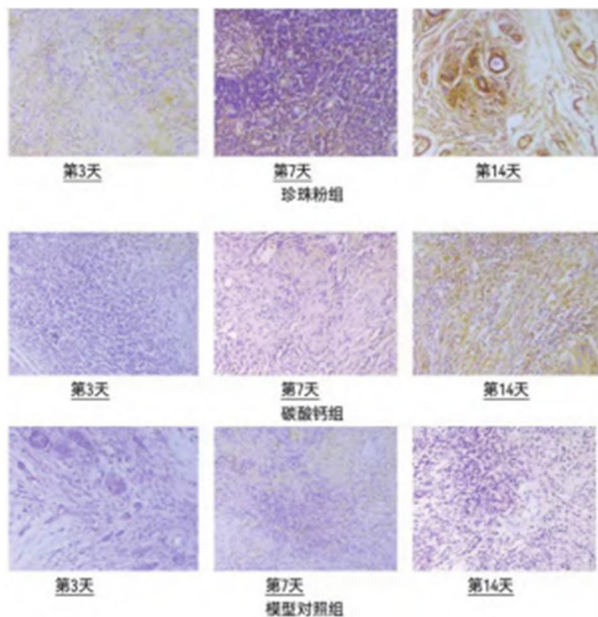 第3天 第7天 第14天
珍珠粉组
第3天 第7天 第14天
碳酸钙组
第3天 第7天 第14天
模型对照组